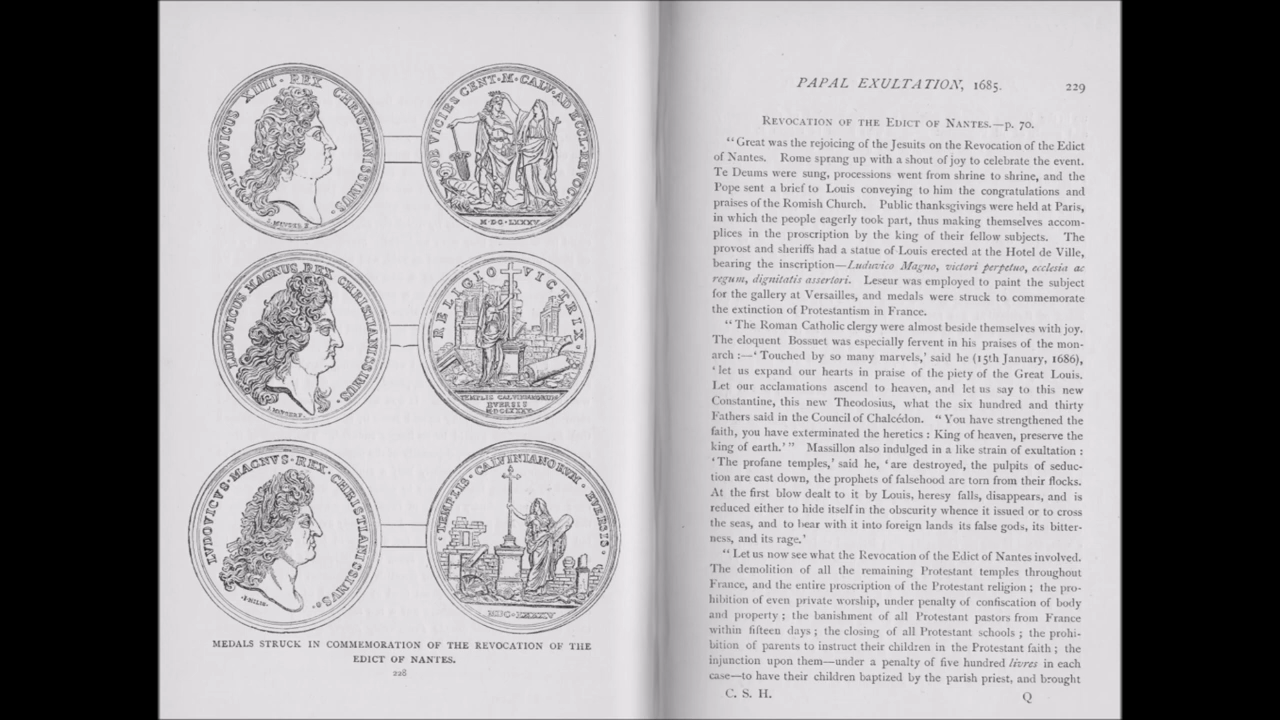 LUDOVICUS XIIII · REX CHRISTIANISSIMUS.
OB VICIES CENT · M · CALV · AD ECCL · REVOC ·
M · DC · LXXXV
LUDOVICUS MAGNUS REX CHRISTIANISSIMUS.
RELIGIO VICTRIX.
TEMPLIS CALVINIANORUM
EVERSIS
MDCLXXXV.
LVDOVICVS · MAGNVS · REX · CHRISTIANISSIMVS ·
· TEMPLIS · CALVINIANORVM · EVERSIS ·
MDC · LXXXV
MEDALS STRUCK IN COMMEMORATION OF THE REVOCATION OF THE
EDICT OF NANTES.
228
PAPAL EXULTATION, 1685. 229
REVOCATION OF THE EDICT OF NANTES.—p. 70.
“Great was the rejoicing of the Jesuits on the Revocation of the Edict
of Nantes. Rome sprang up with a shout of joy to celebrate the event.
Te Deums were sung, processions went from shrine to shrine, and the
Pope sent a brief to Louis conveying to him the congratulations and
praises of the Romish Church. Public thanksgivings were held at Paris,
in which the people eagerly took part, thus making themselves accom-
plices in the proscription by the king of their fellow subjects. The
provost and sheriffs had a statue of Louis erected at the Hotel de Ville,
bearing the inscription—Luduvico Magno, victori perpetuo, ecclesia ac
regum, dignitatis assertori. Leseur was employed to paint the subject
for the gallery at Versailles, and medals were struck to commemorate
the extinction of Protestantism in France.
“The Roman Catholic clergy were almost beside themselves with joy.
The eloquent Bossuet was especially fervent in his praises of the mon-
arch :—‘Touched by so many marvels,’ said he (15th January, 1686),
‘let us expand our hearts in praise of the piety of the Great Louis.
Let our acclamations ascend to heaven, and let us say to this new
Constantine, this new Theodosius, what the six hundred and thirty
Fathers said in the Council of Chalcédon. “You have strengthened the
faith, you have exterminated the heretics : King of heaven, preserve the
king of earth.’” Massillon also indulged in a like strain of exultation :
‘The profane temples,’ said he, ‘are destroyed, the pulpits of seduc-
tion are cast down, the prophets of falsehood are torn from their flocks.
At the first blow dealt to it by Louis, heresy falls, disappears, and is
reduced either to hide itself in the obscurity whence it issued or to cross
the seas, and to bear with it into foreign lands its false gods, its bitter-
ness, and its rage.’
“Let us now see what the Revocation of the Edict of Nantes involved.
The demolition of all the remaining Protestant temples throughout
France, and the entire proscription of the Protestant religion ; the pro-
hibition of even private worship, under penalty of confiscation of body
and property ; the banishment of all Protestant pastors from France
within fifteen days ; the closing of all Protestant schools ; the prohi-
bition of parents to instruct their children in the Protestant faith ; the
injunction upon them—under a penalty of five hundred livres in each
case—to have their children baptized by the parish priest, and brought
C. S. H. Q